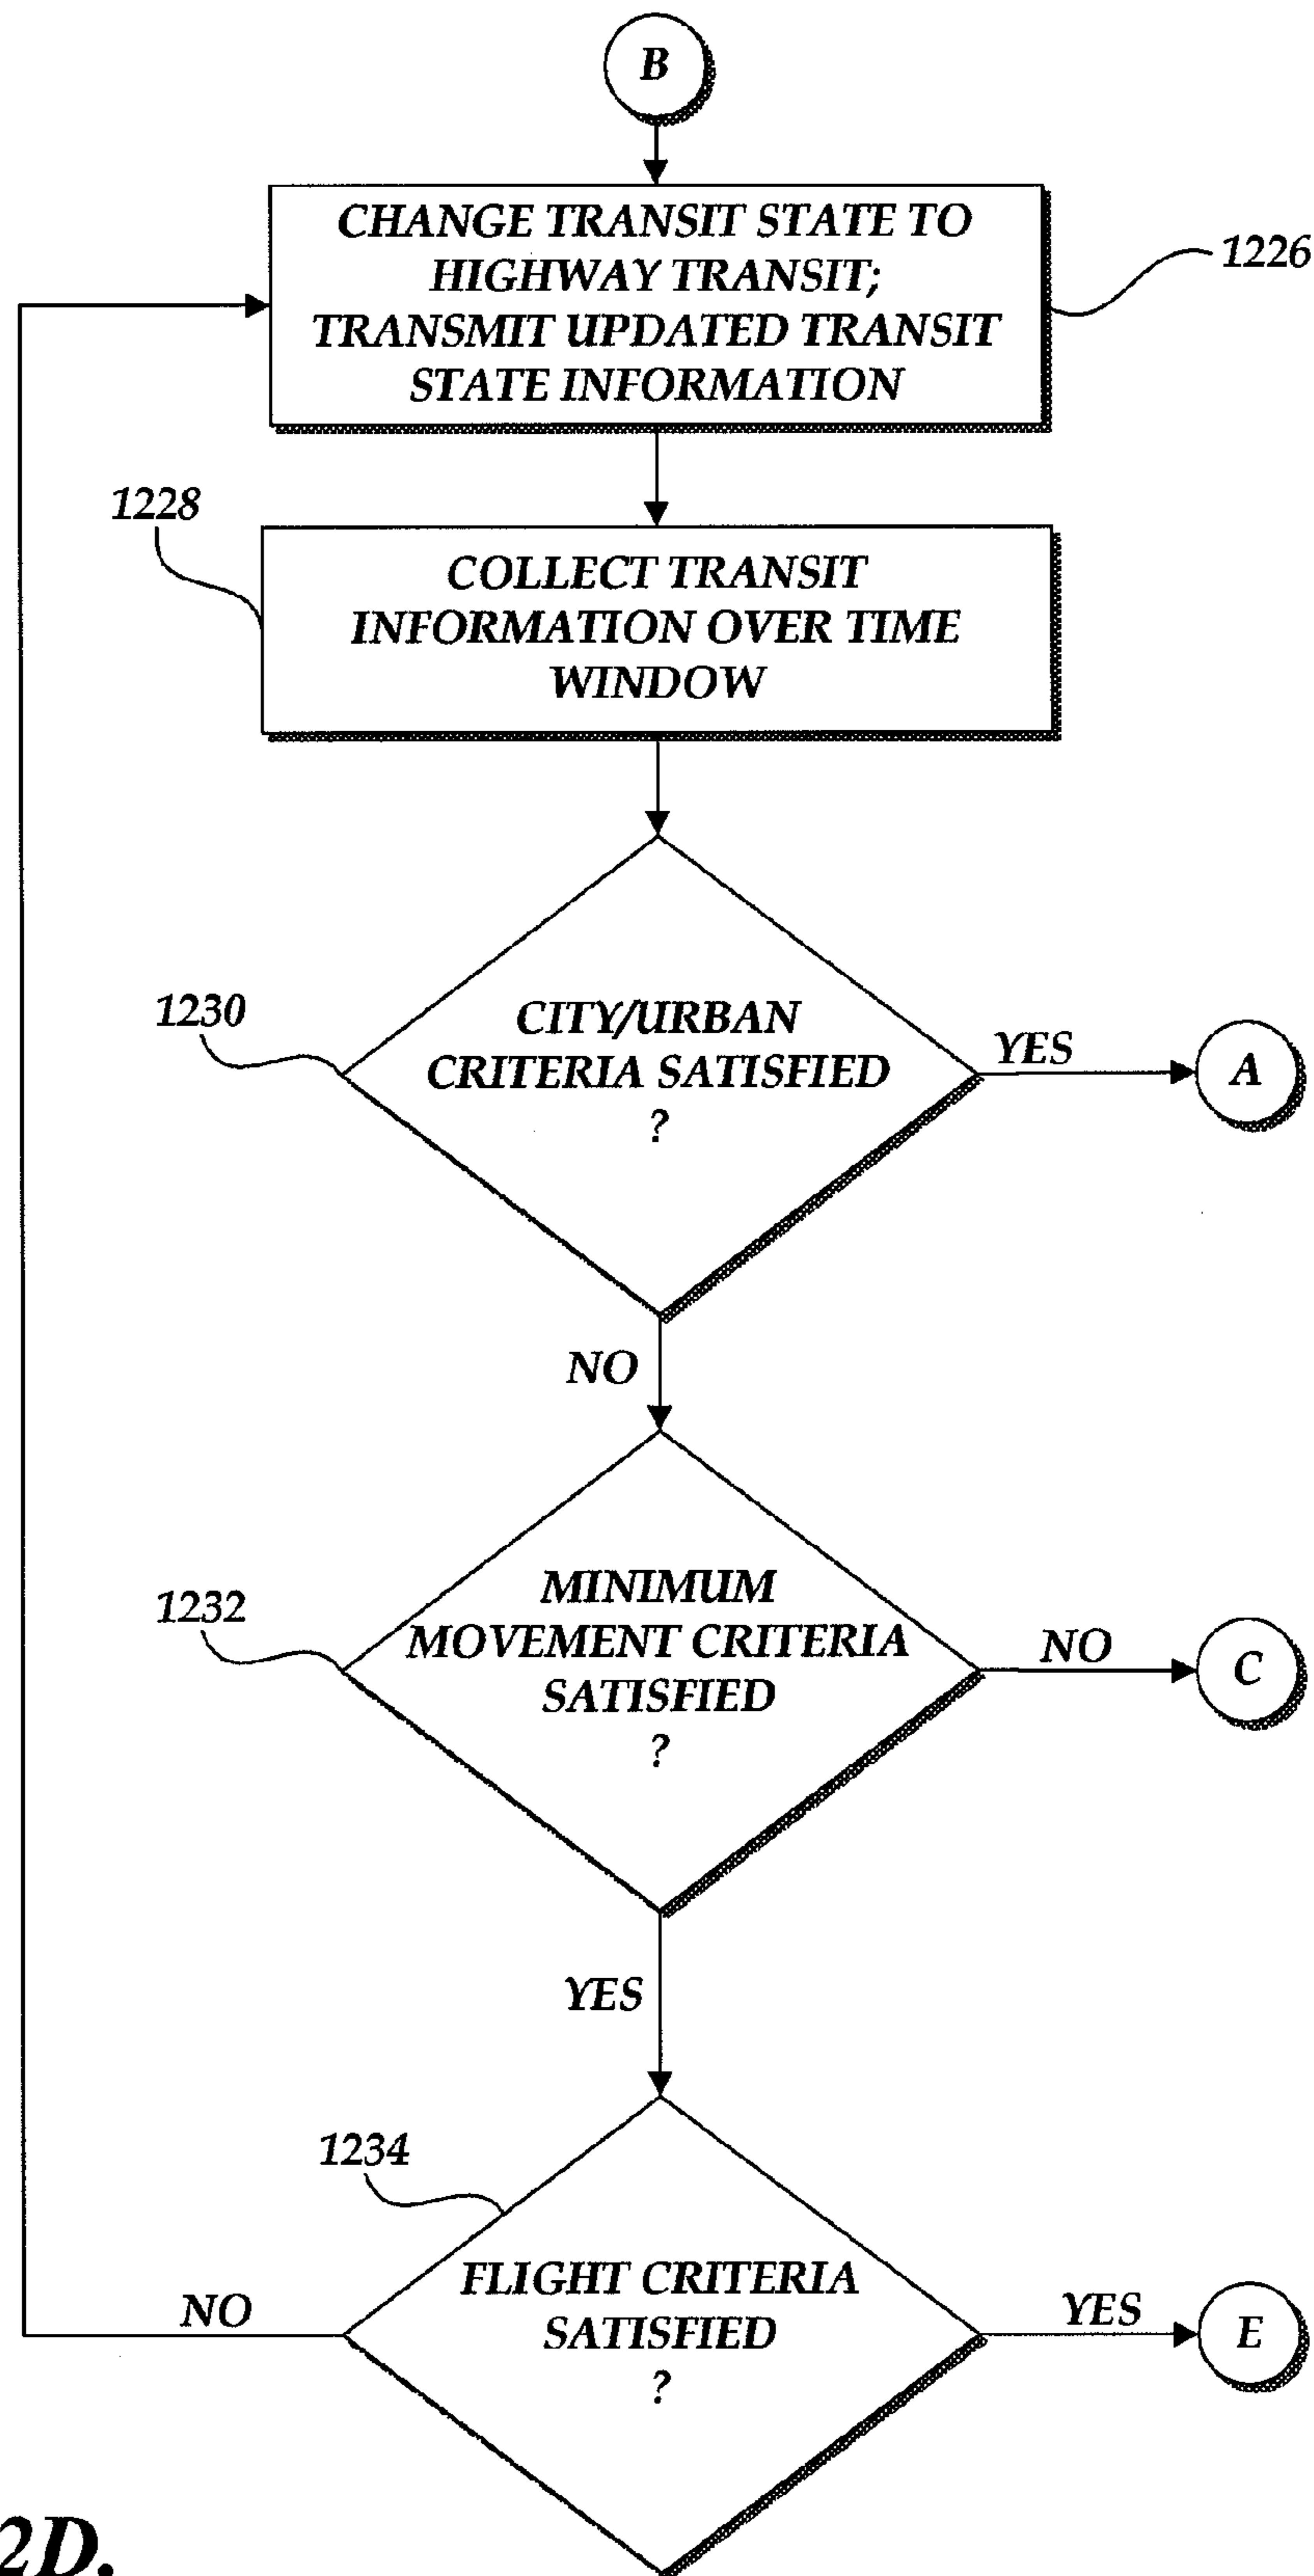 B
CHANGE TRANSIT STATE TO
HIGHWAY TRANSIT;
TRANSMIT UPDATED TRANSIT
STATE INFORMATION
1226
1228
COLLECT TRANSIT
INFORMATION OVER TIME
WINDOW
1230
CITY/URBAN
CRITERIA SATISFIED
?
YES
A
NO
1232
MINIMUM
MOVEMENT CRITERIA
SATISFIED
?
NO
C
YES
1234
FLIGHT CRITERIA
SATISFIED
?
NO
YES
E
2D.